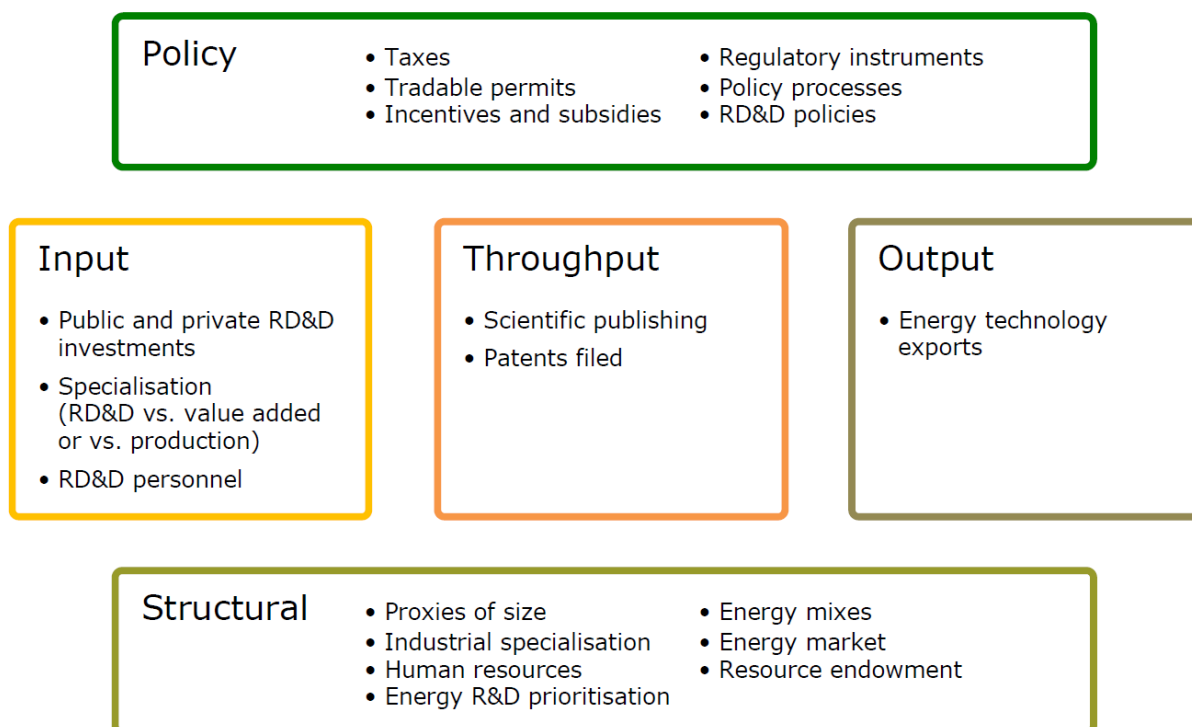 Policy
• Taxes
• Tradable permits
• Incentives and subsidies
• Regulatory instruments
• Policy processes
• RD&D policies
Input
• Public and private RD&D
investments
• Specialisation
(RD&D vs. value added
or vs. production)
• RD&D personnel
Throughput
• Scientific publishing
• Patents filed
Output
• Energy technology
exports
Structural
• Proxies of size
• Industrial specialisation
• Human resources
• Energy R&D prioritisation
• Energy mixes
• Energy market
• Resource endowment